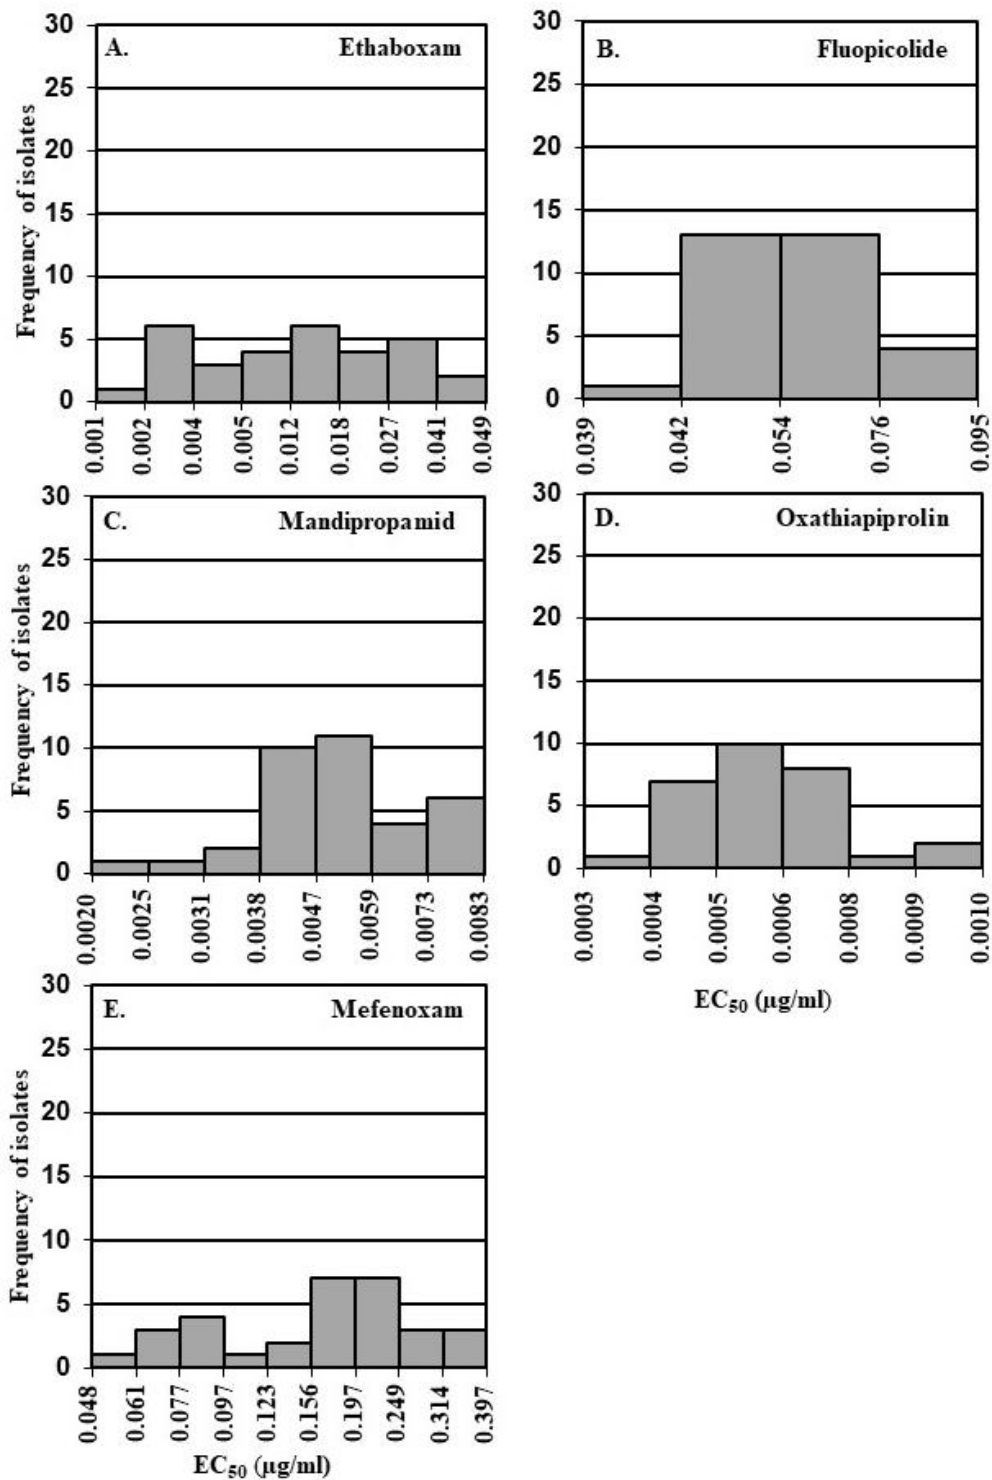 A. Ethaboxam
Frequency of isolates
30
25
20
15
10
5
0
0.001 0.002 0.004 0.005 0.012 0.018 0.027 0.041 0.049
B. Fluopicolide
30
25
20
15
10
5
0
0.039 0.042 0.054 0.076 0.095
C. Mandipropamid
Frequency of isolates
30
25
20
15
10
5
0
0.0020 0.0025 0.0031 0.0038 0.0047 0.0059 0.0073 0.0083
D. Oxathiapiprolin
30
25
20
15
10
5
0
0.0003 0.0004 0.0005 0.0006 0.0008 0.0009 0.0010
EC50 (µg/ml)
E. Mefenoxam
Frequency of isolates
30
25
20
15
10
5
0
0.048 0.061 0.077 0.097 0.123 0.156 0.197 0.249 0.314 0.397
EC50 (µg/ml)